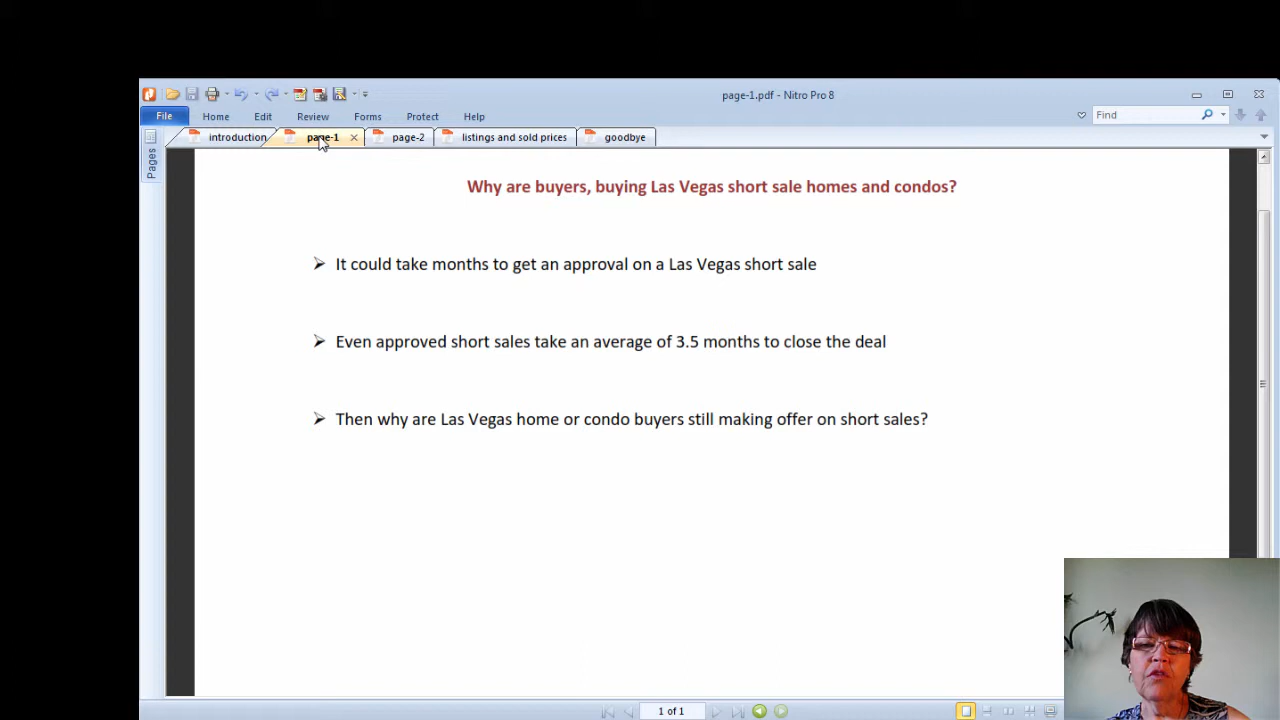 page-1.pdf - Nitro Pro 8
File Home Edit Review Forms Protect Help Find
introduction page-1 page-2 listings and sold prices goodbye
Pages
Why are buyers, buying Las Vegas short sale homes and condos?
➢ It could take months to get an approval on a Las Vegas short sale
➢ Even approved short sales take an average of 3.5 months to close the deal
➢ Then why are Las Vegas home or condo buyers still making offer on short sales?
1 of 1